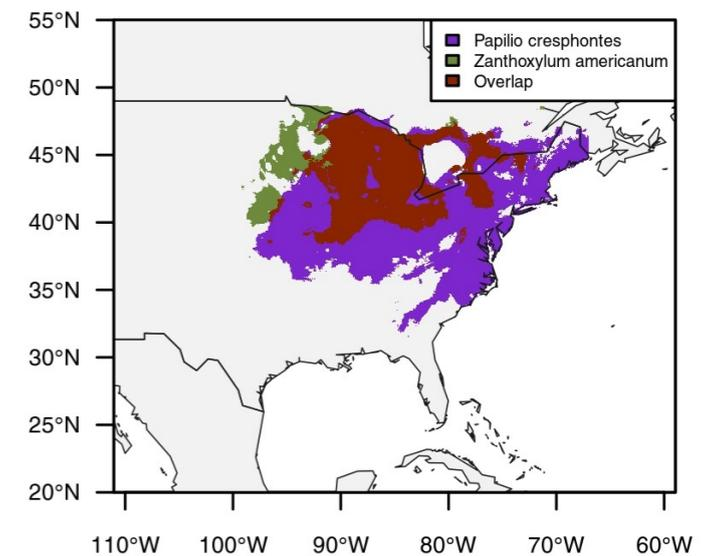 55°N
50°N
45°N
40°N
35°N
30°N
25°N
20°N
Papilio cresphontes
Zanthoxylum americanum
Overlap
110°W 100°W 90°W 80°W 70°W 60°W